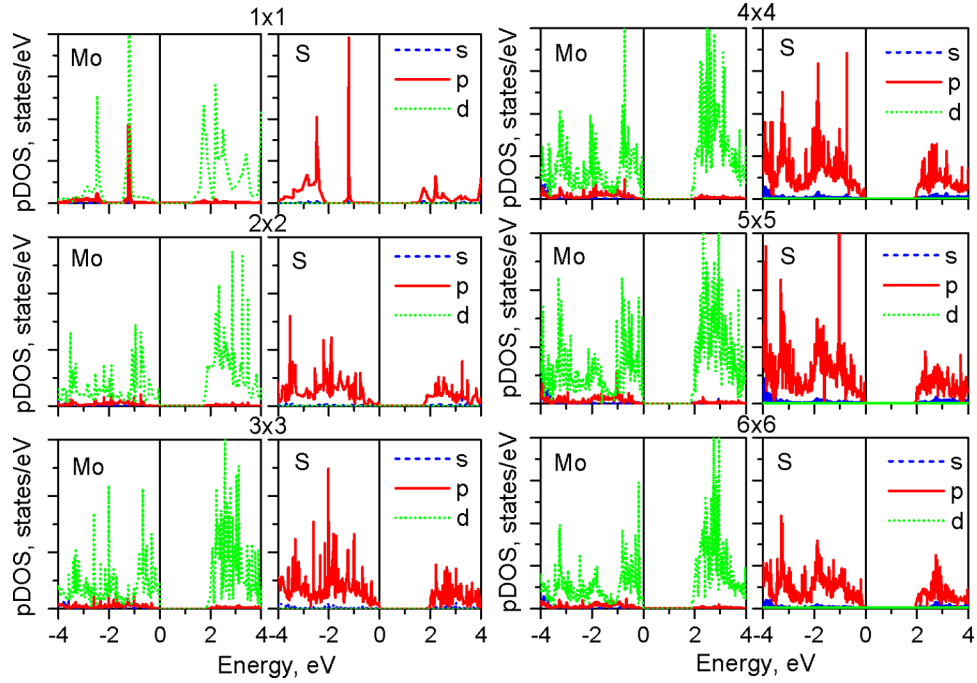 1x1
4x4
pDOS, states/eV
Mo
S
s
p
d
pDOS, states/eV
Mo
S
s
p
d
2x2
5x5
pDOS, states/eV
Mo
S
s
p
d
pDOS, states/eV
Mo
S
s
p
d
3x3
6x6
pDOS, states/eV
Mo
S
s
p
d
pDOS, states/eV
Mo
S
s
p
d
-4 -2 0 2 4 -4 -2 0 2 4
-4 -2 0 2 4 -4 -2 0 2 4
Energy, eV
Energy, eV